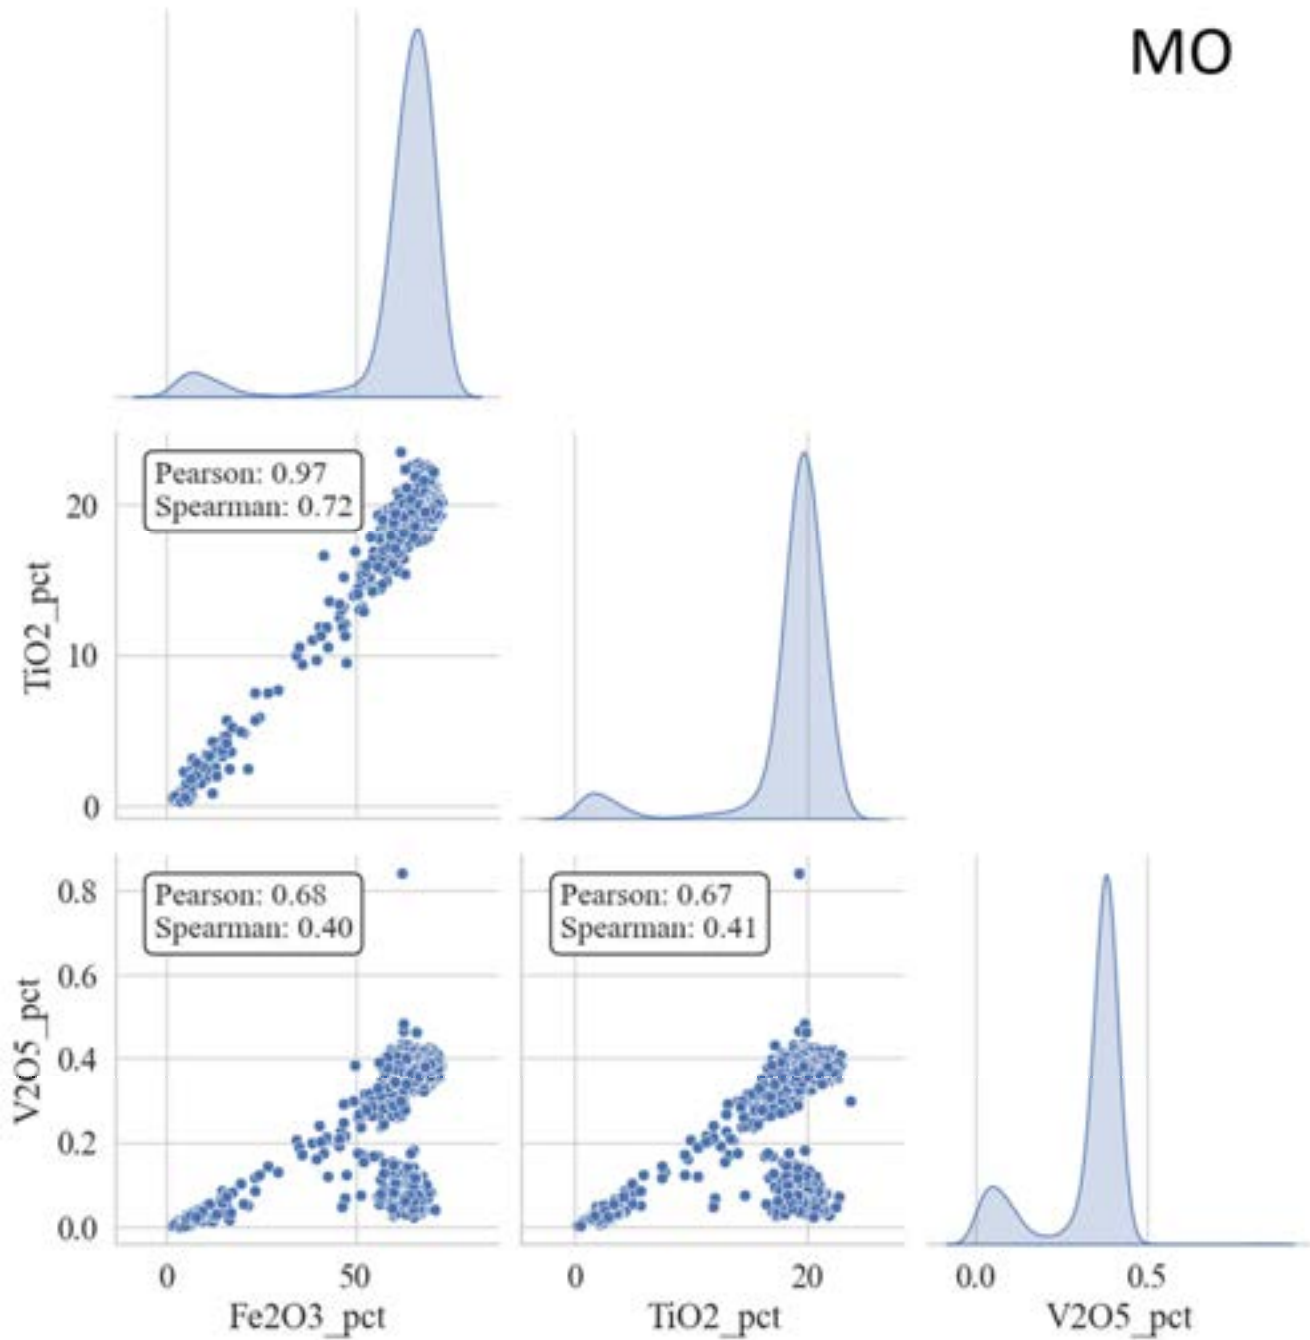 MO
Pearson: 0.97
Spearman: 0.72
20
10
0
TiO2_pct
Pearson: 0.68
Spearman: 0.40
Pearson: 0.67
Spearman: 0.41
0.8
0.6
0.4
0.2
0.0
V2O5_pct
0 50
0 20
0.0 0.5
Fe2O3_pct
TiO2_pct
V2O5_pct